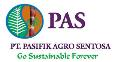 PAS
PT. PASIFIK AGRO SENTOSA
Go Sustainable Forever